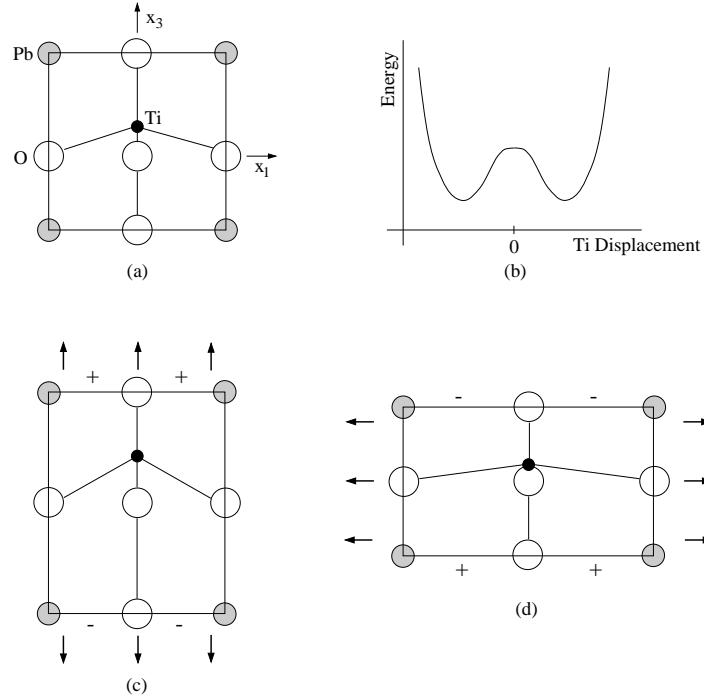 x3
Pb
Ti
O
x1
(a)
Energy
0
Ti Displacement
(b)
+ +
- -
(c)
- -
+ +
(d)